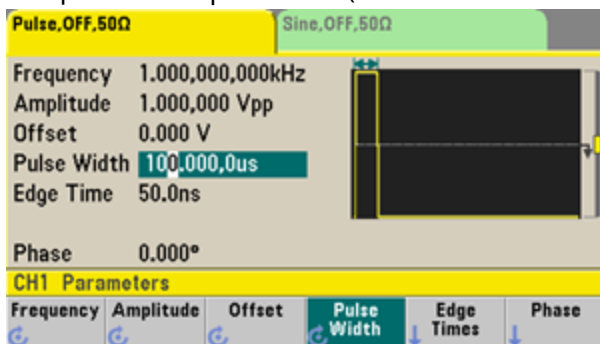 Pulse,OFF,50Ω
Sine,OFF,50Ω
Frequency 1.000,000,000kHz
Amplitude 1.000,000 Vpp
Offset 0.000 V
Pulse Width 100.000,0us
Edge Time 50.0ns
Phase 0.000°
CH1 Parameters
Frequency Amplitude Offset Pulse Width Edge Times Phase